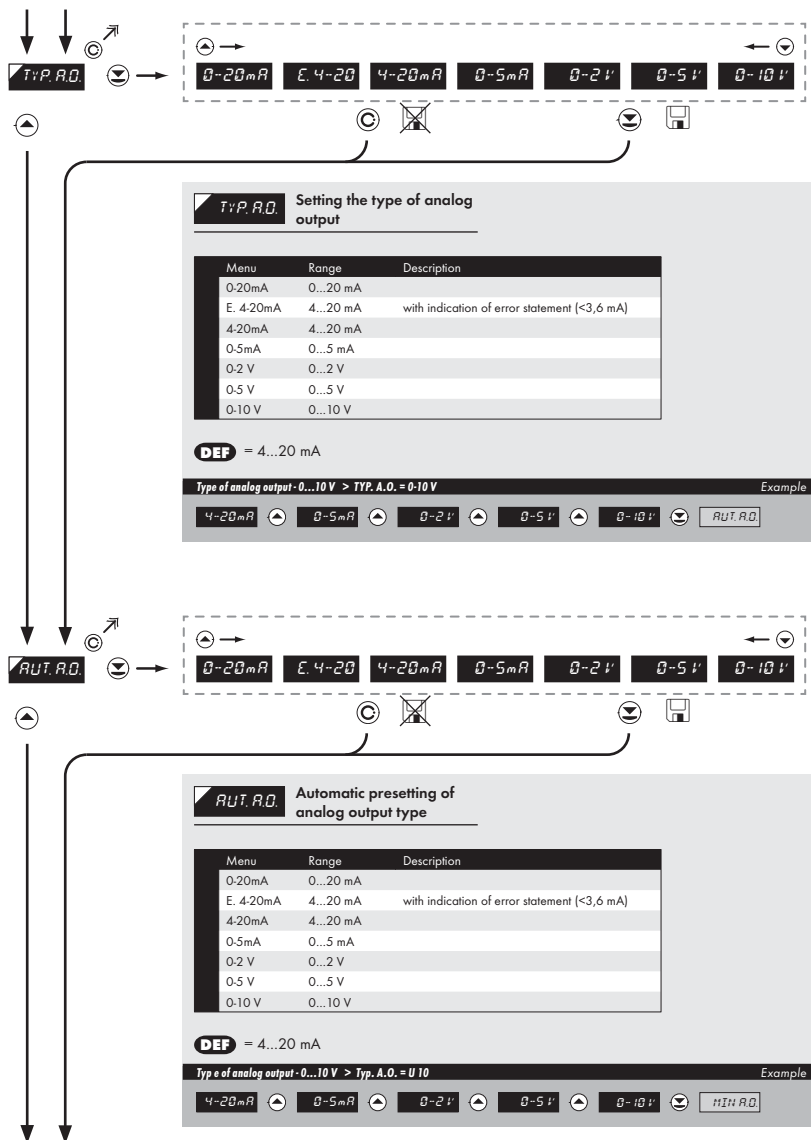 TYP. A.O.
0-20mA E. 4-20 4-20mA 0-5mA 0-2 V 0-5 V 0-10 V
C
TYP. A.O. Setting the type of analog
output
Menu Range Description
0-20mA 0...20 mA
E. 4-20mA 4...20 mA with indication of error statement (<3,6 mA)
4-20mA 4...20 mA
0-5mA 0...5 mA
0-2 V 0...2 V
0-5 V 0...5 V
0-10 V 0...10 V
DEF = 4...20 mA
Type of analog output - 0...10 V > TYP. A.O. = 0-10 V Example
4-20mA 0-5mA 0-2 V 0-5 V 0-10 V AUT. A.O.
C
AUT. A.O.
0-20mA E. 4-20 4-20mA 0-5mA 0-2 V 0-5 V 0-10 V
C
AUT. A.O. Automatic presetting of
analog output type
Menu Range Description
0-20mA 0...20 mA
E. 4-20mA 4...20 mA with indication of error statement (<3,6 mA)
4-20mA 4...20 mA
0-5mA 0...5 mA
0-2 V 0...2 V
0-5 V 0...5 V
0-10 V 0...10 V
DEF = 4...20 mA
Typ e of analog output - 0...10 V > Typ. A.O. = U 10 Example
4-20mA 0-5mA 0-2 V 0-5 V 0-10 V MIN A.O.